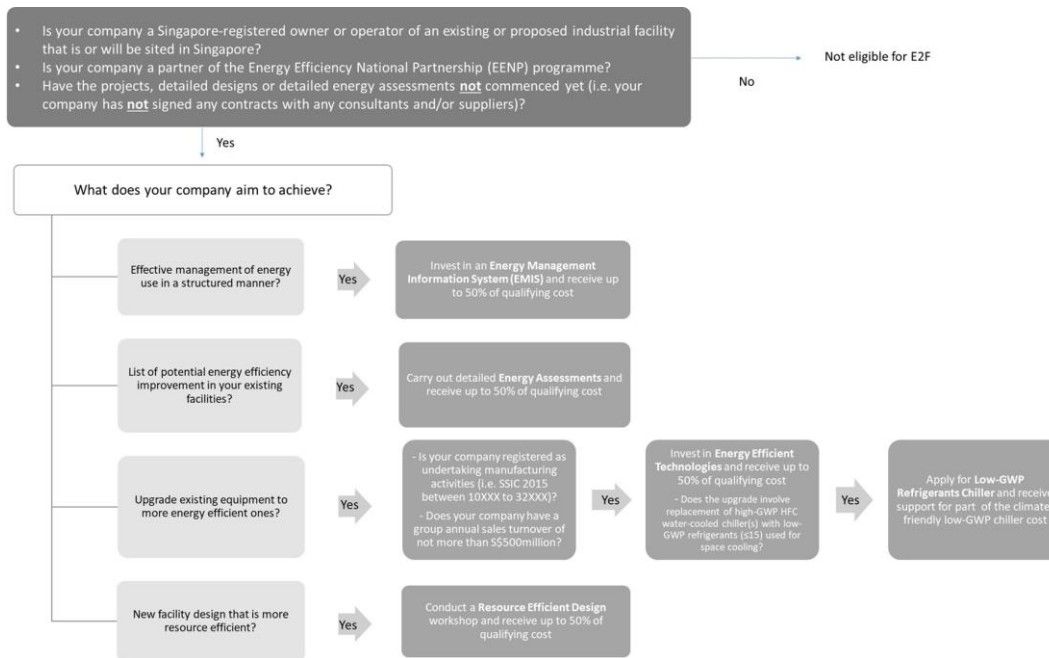 • Is your company a Singapore-registered owner or operator of an existing or proposed industrial facility
that is or will be sited in Singapore?
• Is your company a partner of the Energy Efficiency National Partnership (EENP) programme?
• Have the projects, detailed designs or detailed energy assessments not commenced yet (i.e. your
company has not signed any contracts with any consultants and/or suppliers)?
Not eligible for E2F
No
Yes
What does your company aim to achieve?
Effective management of energy
use in a structured manner?
Yes
Invest in an Energy Management
Information System (EMIS) and receive up
to 50% of qualifying cost
List of potential energy efficiency
improvement in your existing
facilities?
Yes
Carry out detailed Energy Assessments and
receive up to 50% of qualifying cost
Upgrade existing equipment to
more energy efficient ones?
Yes
- Is your company registered as
undertaking manufacturing
activities (i.e. SSIC 2015
between 10XXX to 32XXX)?
- Does your company have a
group annual sales turnover of
not more than S$500million?
Yes
Invest in Energy Efficient
Technologies and receive up to
50% of qualifying cost
- Does the upgrade involve
replacement of high-GWP HFC
water-cooled chiller(s) with low-
GWP refrigerants (≤15) used for
space cooling?
Yes
Apply for Low-GWP
Refrigerants Chiller and receive
support for part of the climate
friendly low-GWP chiller cost
New facility design that is more
resource efficient?
Yes
Conduct a Resource Efficient Design
workshop and receive up to 50% of
qualifying cost